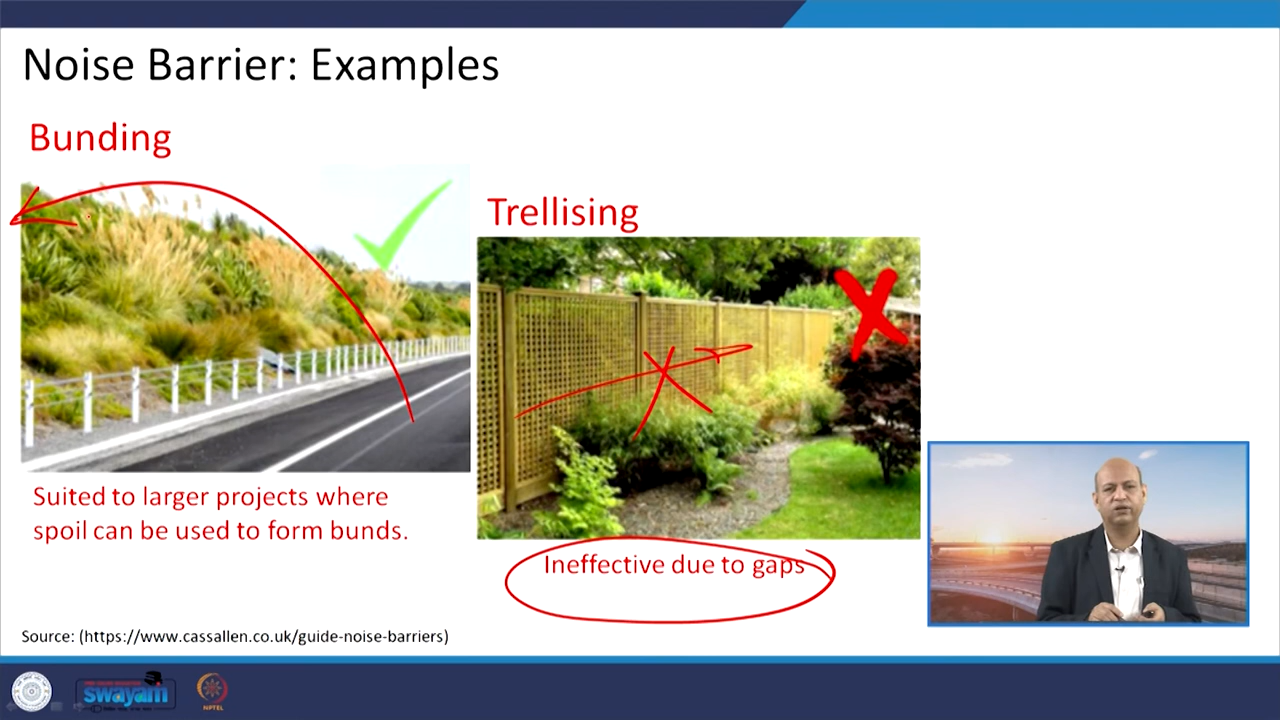 Noise Barrier: Examples
Bunding
Trellising
Suited to larger projects where
spoil can be used to form bunds.
Ineffective due to gaps
Source: (https://www.cassallen.co.uk/guide-noise-barriers)
swayam
NPTEL